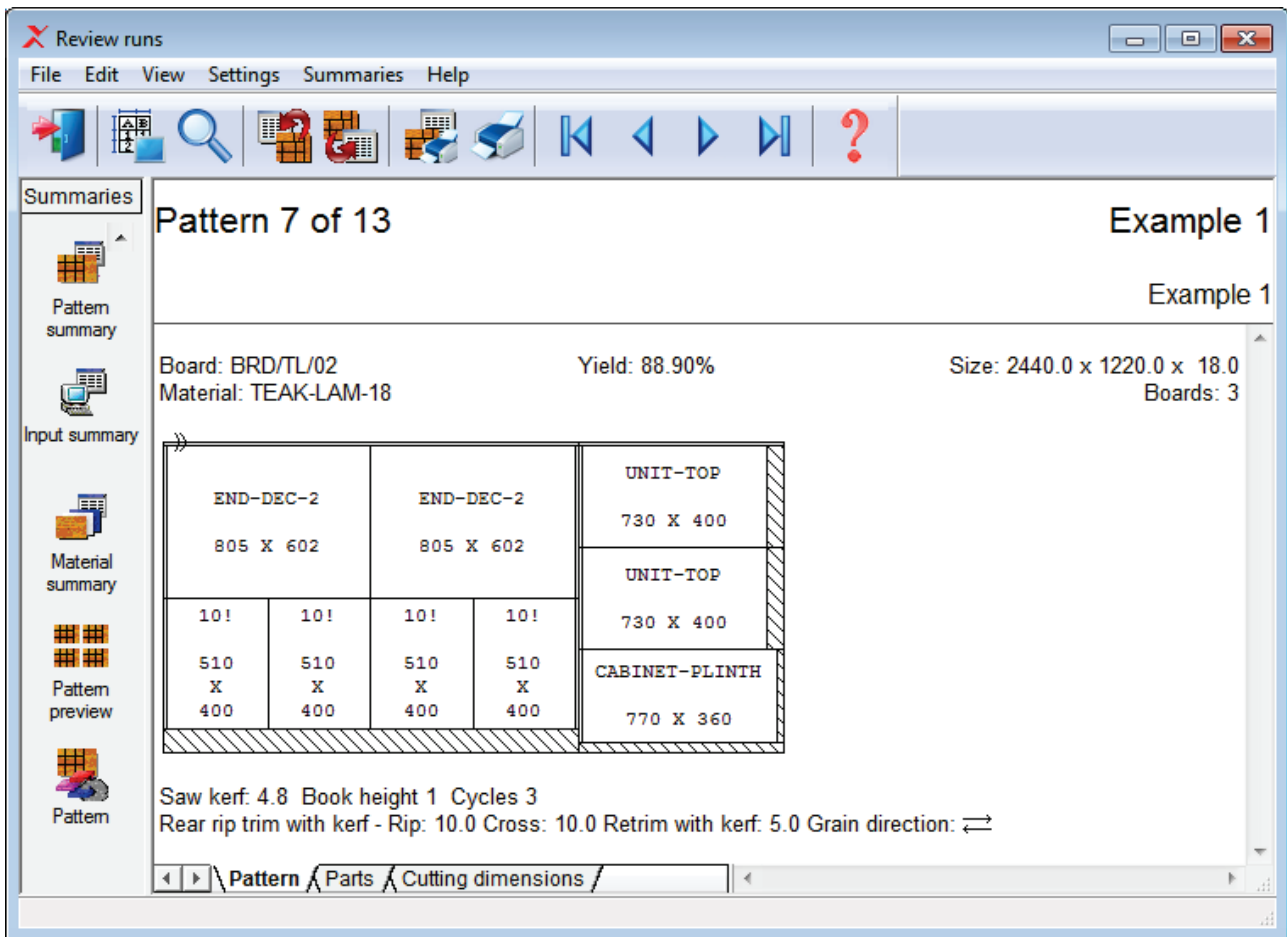 Review runs
File Edit View Settings Summaries Help
Summaries
Pattern 7 of 13 Example 1
Example 1
Pattern
summary
Input summary
Material
summary
Pattern
preview
Pattern
Board: BRD/TL/02 Yield: 88.90% Size: 2440.0 x 1220.0 x 18.0
Material: TEAK-LAM-18 Boards: 3
END-DEC-2 END-DEC-2 UNIT-TOP
805 X 602 805 X 602 730 X 400
UNIT-TOP
730 X 400
10! 10! 10! 10!
510 510 510 510
X X X X
400 400 400 400
CABINET-PLINTH
770 X 360
Saw kerf: 4.8 Book height 1 Cycles 3
Rear rip trim with kerf - Rip: 10.0 Cross: 10.0 Retrim with kerf: 5.0 Grain direction:
Pattern Parts Cutting dimensions